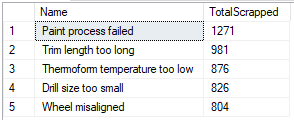 Name TotalScrapped
1 Paint process failed 1271
2 Trim length too long 981
3 Thermoform temperature too low 876
4 Drill size too small 826
5 Wheel misaligned 804